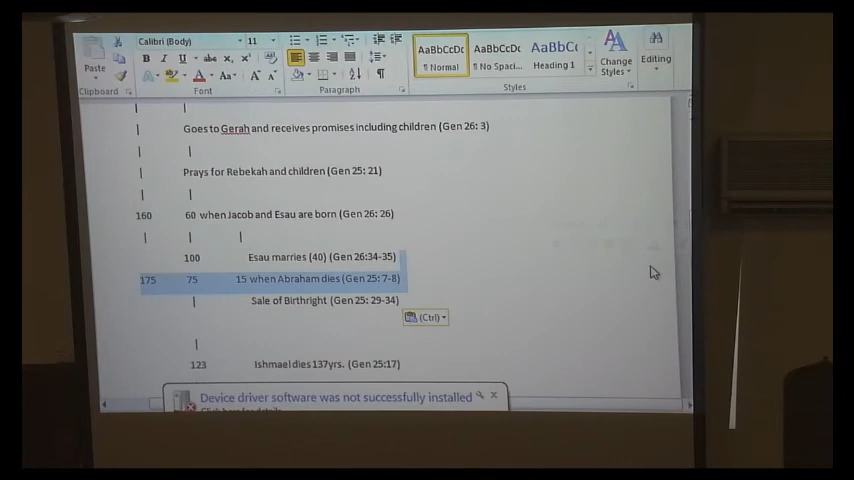 Calibri (Body) 11
AaBbCcDc AaBbCcDc AaBbC
Paste B I U abc x₂ x² ¶ Normal ¶ No Spaci... Heading 1 Change Styles Editing
Aa A A
Clipboard Font Paragraph Styles
Goes to Gerah and receives promises including children (Gen 26: 3)
Prays for Rebekah and children (Gen 25: 21)
160 60 when Jacob and Esau are born (Gen 26: 26)
100 Esau marries (40) (Gen 26:34-35)
175 75 15 when Abraham dies (Gen 25: 7-8)
Sale of Birthright (Gen 25: 29-34)
(Ctrl)
123 Ishmael dies 137yrs. (Gen 25:17)
Device driver software was not successfully installed